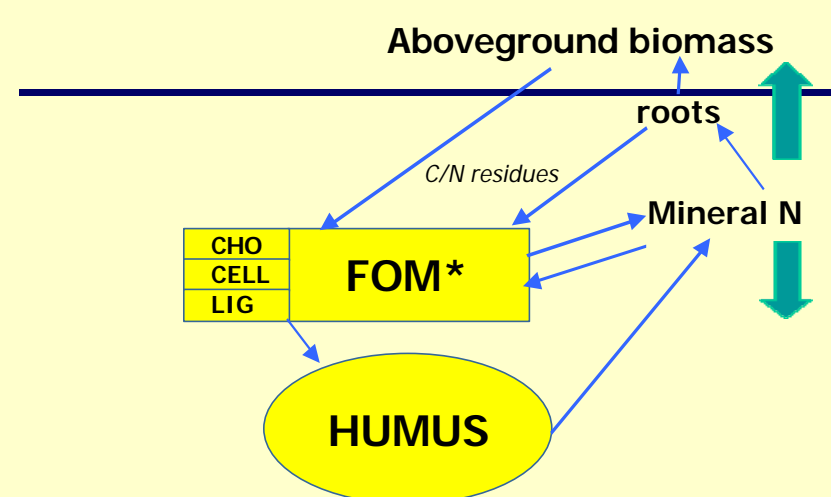 Aboveground biomass
roots
C/N residues
Mineral N
CHO
CELL
LIG
FOM*
HUMUS